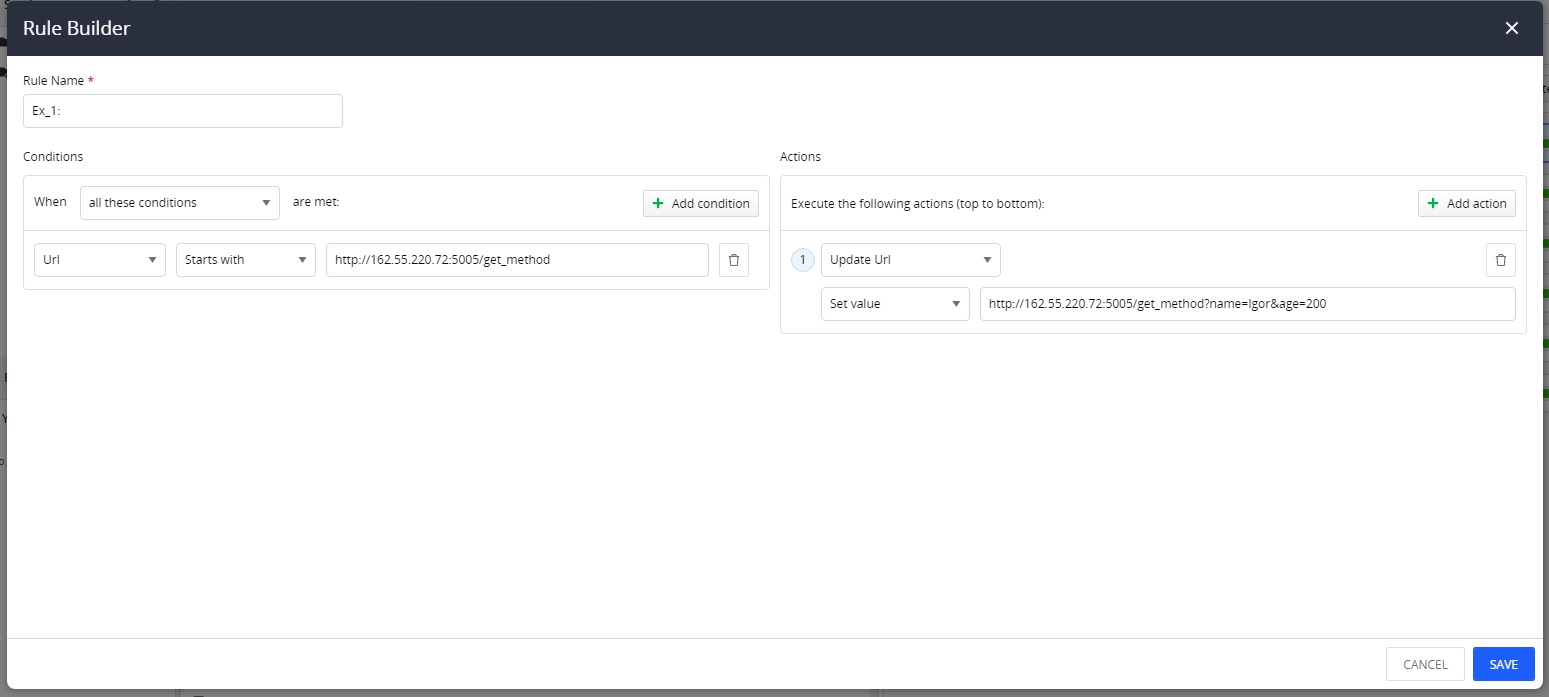 Rule Builder
Rule Name *
Ex_1:
Conditions
When all these conditions are met:
Add condition
Url Starts with http://162.55.220.72:5005/get_method
Actions
Execute the following actions (top to bottom):
Add action
1 Update Url
Set value http://162.55.220.72:5005/get_method?name=Igor&age=200
CANCEL SAVE